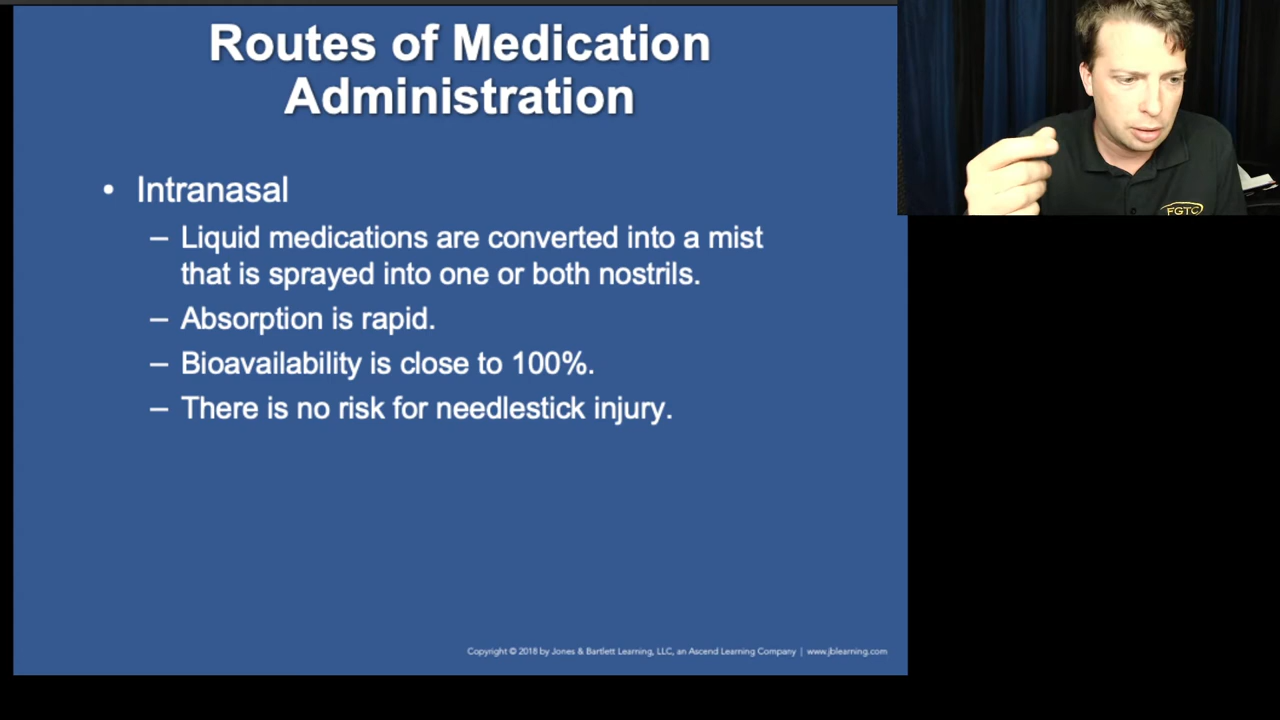 Routes of Medication
Administration
• Intranasal
– Liquid medications are converted into a mist
that is sprayed into one or both nostrils.
– Absorption is rapid.
– Bioavailability is close to 100%.
– There is no risk for needlestick injury.
Copyright © 2018 by Jones & Bartlett Learning, LLC, an Ascend Learning Company | www.jblearning.com
FGTC